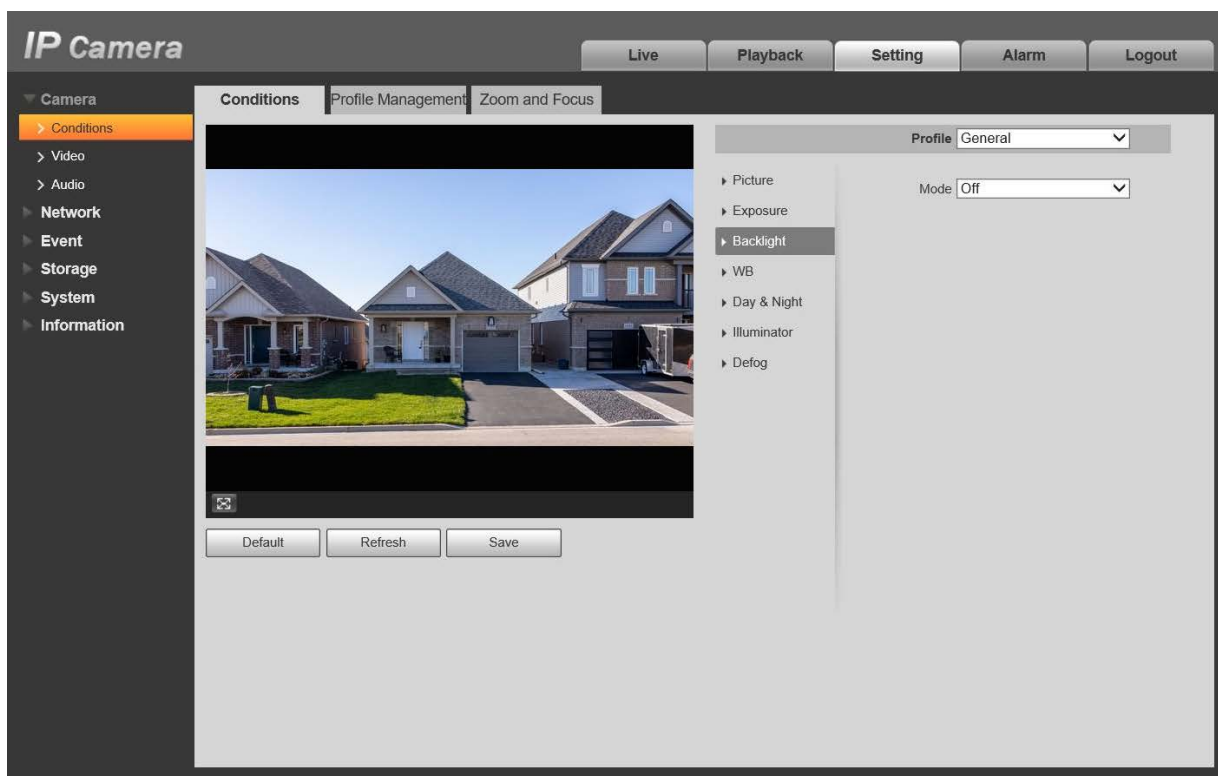 IP Camera
Live
Playback
Setting
Alarm
Logout
Camera
Conditions
Video
Audio
Network
Event
Storage
System
Information
Conditions
Profile Management
Zoom and Focus
Profile General
Picture
Exposure
Backlight
WB
Day & Night
Illuminator
Defog
Mode Off
Default
Refresh
Save